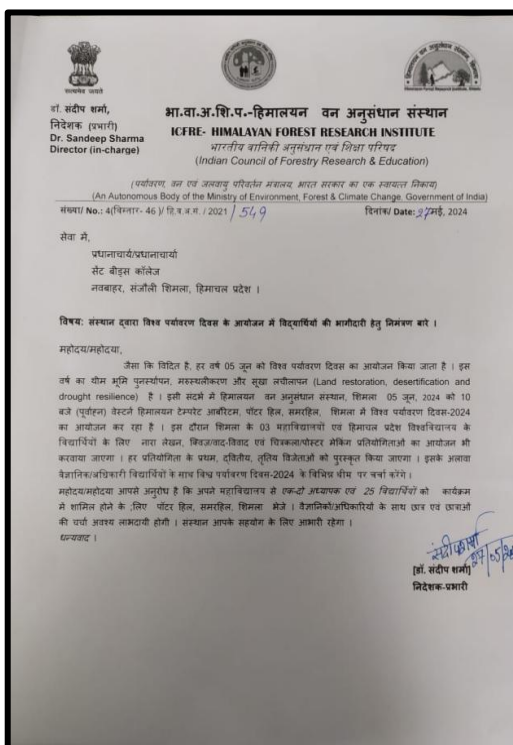 सत्यमेव जयते
डॉ. संदीप शर्मा,
निदेशक (प्रभारी)
Dr. Sandeep Sharma
Director (in-charge)
भा.वा.अ.शि.प.-हिमालयन वन अनुसंधान संस्थान
ICFRE- HIMALAYAN FOREST RESEARCH INSTITUTE
भारतीय वानिकी अनुसंधान एवं शिक्षा परिषद
(Indian Council of Forestry Research & Education)
(पर्यावरण, वन एवं जलवायु परिवर्तन मंत्रालय, भारत सरकार का एक स्वायत्त निकाय)
(An Autonomous Body of the Ministry of Environment, Forest & Climate Change, Government of India)
संख्या/ No.: 4(विस्तार- 46 )/ हि.व.अ.सं. / 2021 / 549
दिनांक/ Date: 27मई, 2024
सेवा में,
प्रधानाचार्य/प्रधानाचार्या
सेंट बीड्स कॉलेज
नवबाहर, संजौली शिमला, हिमाचल प्रदेश ।
विषय: संस्थान द्वारा विश्व पर्यावरण दिवस के आयोजन में विद्यार्थियों की भागीदारी हेतु निमंत्रण बारे ।
महोदय/महोदया,
जैसा कि विदित है, हर वर्ष 05 जून को विश्व पर्यावरण दिवस का आयोजन किया जाता है । इस
वर्ष का थीम भूमि पुनर्स्थापन, मरुस्थलीकरण और सूखा लचीलापन (Land restoration, desertification and
drought resilience) है । इसी संदर्भ में हिमालयन वन अनुसंधान संस्थान, शिमला 05 जून, 2024 को 10
बजे (पूर्वाहन) वेस्टर्न हिमालयन टेम्परेट आर्बोरेटम, पॉटर हिल, समरहिल, शिमला में विश्व पर्यावरण दिवस-2024
का आयोजन कर रहा है । इस दौरान शिमला के 03 महाविद्यालयों एवं हिमाचल प्रदेश विश्वविद्यालय के
विद्यार्थियों के लिए नारा लेखन, क्विज/वाद-विवाद एवं चित्रकला/पोस्टर मेकिंग प्रतियोगिताओं का आयोजन भी
करवाया जाएगा । हर प्रतियोगिता के प्रथम, दवितीय, तृतिय विजेताओं को पुरस्कृत किया जाएगा । इसके अलावा
वैज्ञानिक/अधिकारी विद्यार्थियों के साथ विश्व पर्यावरण दिवस-2024 के विभिन्न थीम पर चर्चा करेंगे ।
महोदय/महोदया आपसे अनुरोध है कि अपने महाविद्यालय से एक-दो अध्यापक एवं 25 विद्यार्थियों को कार्यक्रम
में शामिल होने के ;लिए पॉटर हिल, समरहिल, शिमला भेजे । वैज्ञानिकों/अधिकारियों के साथ छात्र एवं छात्राओं
की चर्चा अवश्य लाभदायी होगी । संस्थान आपके सहयोग के लिए आभारी रहेगा ।
धन्यवाद ।
संदीप शर्मा
[डॉ. संदीप शर्मा]
निदेशक-प्रभारी